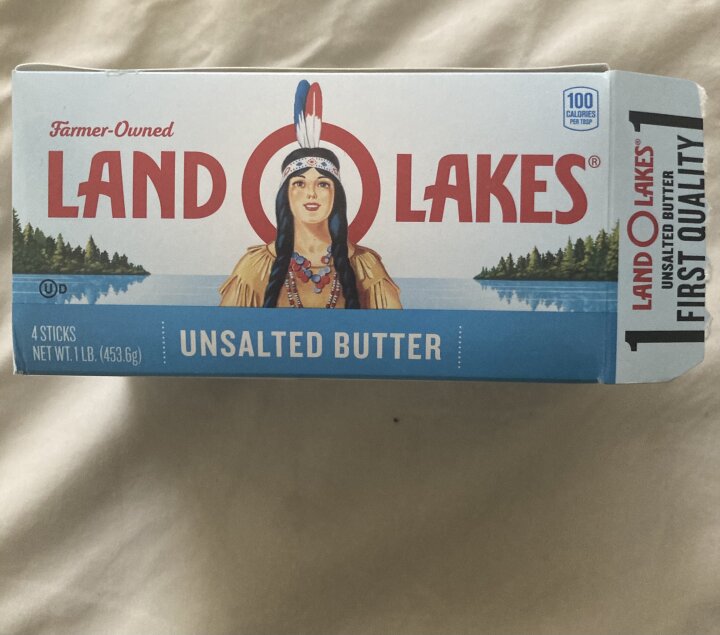 Farmer-Owned
LAND O LAKES®
100
CALORIES
PER TBSP
U D
4 STICKS
NET WT. 1 LB. (453.6g)
UNSALTED BUTTER
LAND O LAKES®
UNSALTED BUTTER
1 FIRST QUALITY 1